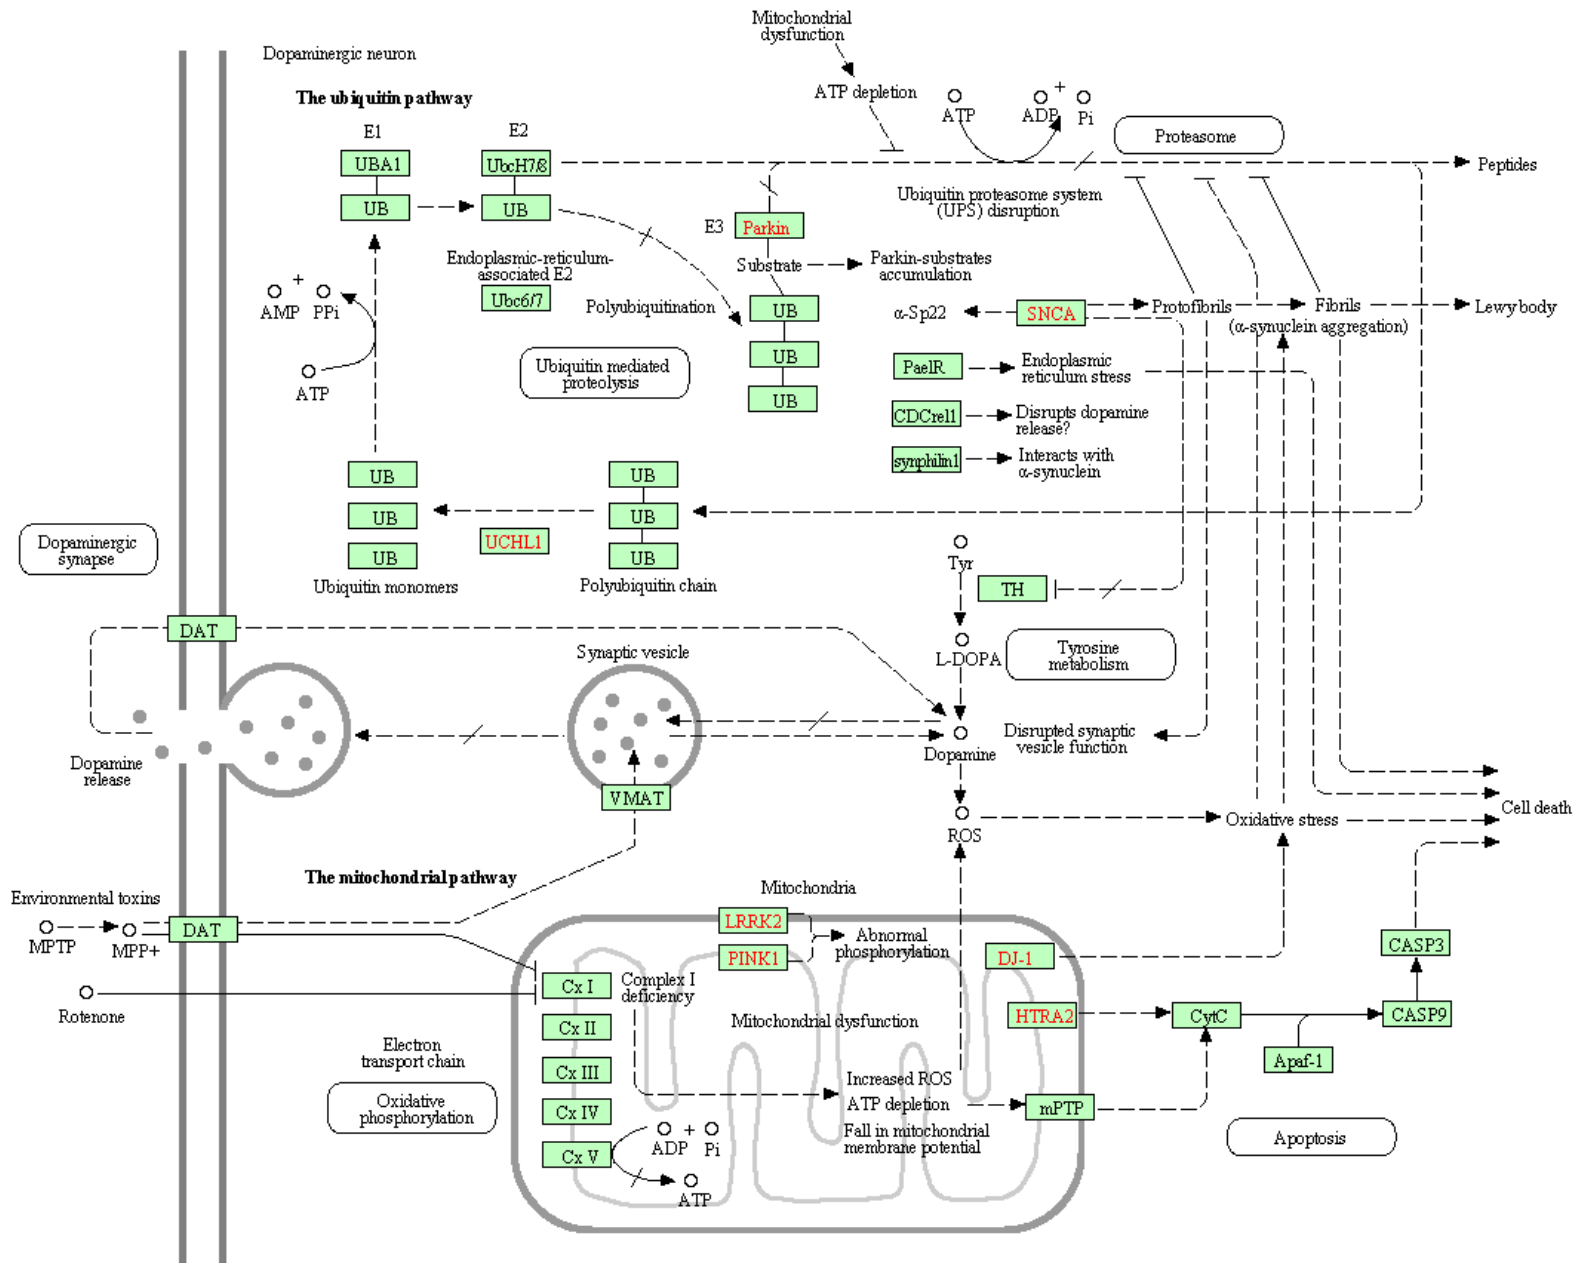 Mitochondrial
dysfunction
Dopaminergic neuron
ATP depletion
The ubiquitin pathway
ATP
ADP
+
Pi
Proteasome
E1
E2
UBA1
UbcH7/8
Peptides
UB
UB
Ubiquitin proteasome system
(UPS) disruption
E3
Parkin
Endoplasmic-reticulum-
associated E2
Ubc6/7
Substrate
Parkin-substrates
accumulation
AMP
+
PPi
Polyubiquitination
UB
UB
UB
α-Sp22
SNCA
Protofibrils
Fibrils
(α-synuclein aggregation)
Lewy body
ATP
Ubiquitin mediated
proteolysis
PaelR
Endoplasmic
reticulum stress
CDCrel1
Disrupts dopamine
release?
synphilin1
Interacts with
α-synuclein
UB
UB
UB
Ubiquitin monomers
UCHL1
UB
UB
UB
Polyubiquitin chain
Dopaminergic
synapse
Tyr
TH
DAT
Synaptic vesicle
L-DOPA
Tyrosine
metabolism
Dopamine
release
Dopamine
Disrupted synaptic
vesicle function
VMAT
ROS
Oxidative stress
Cell death
The mitochondrial pathway
Environmental toxins
MPTP
MPP+
DAT
Mitochondria
LRRK2
PINK1
Abnormal
phosphorylation
DJ-1
CASP3
Rotenone
Cx I
Complex I
deficiency
Cx II
Cx III
Cx IV
Cx V
Mitochondrial dysfunction
HTRA2
CytC
CASP9
Apaf-1
Electron
transport chain
Oxidative
phosphorylation
Increased ROS
ATP depletion
Fall in mitochondrial
membrane potential
mPTP
ADP
+
Pi
ATP
Apoptosis